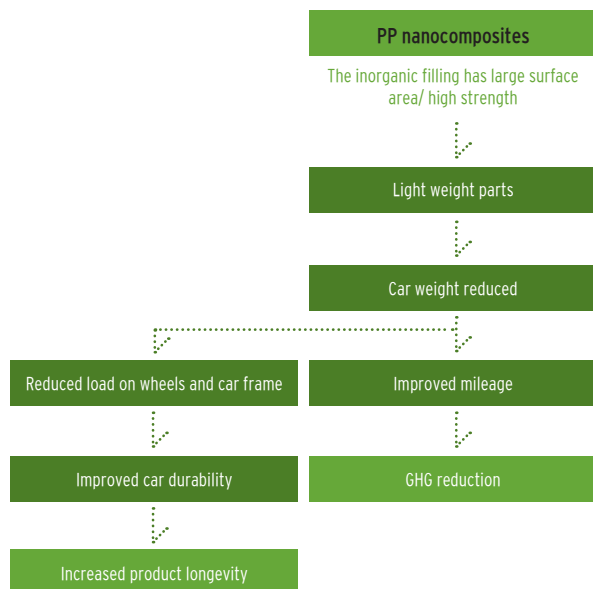 PP nanocomposites
The inorganic filling has large surface
area/ high strength
Light weight parts
Car weight reduced
Reduced load on wheels and car frame
Improved mileage
Improved car durability
GHG reduction
Increased product longevity